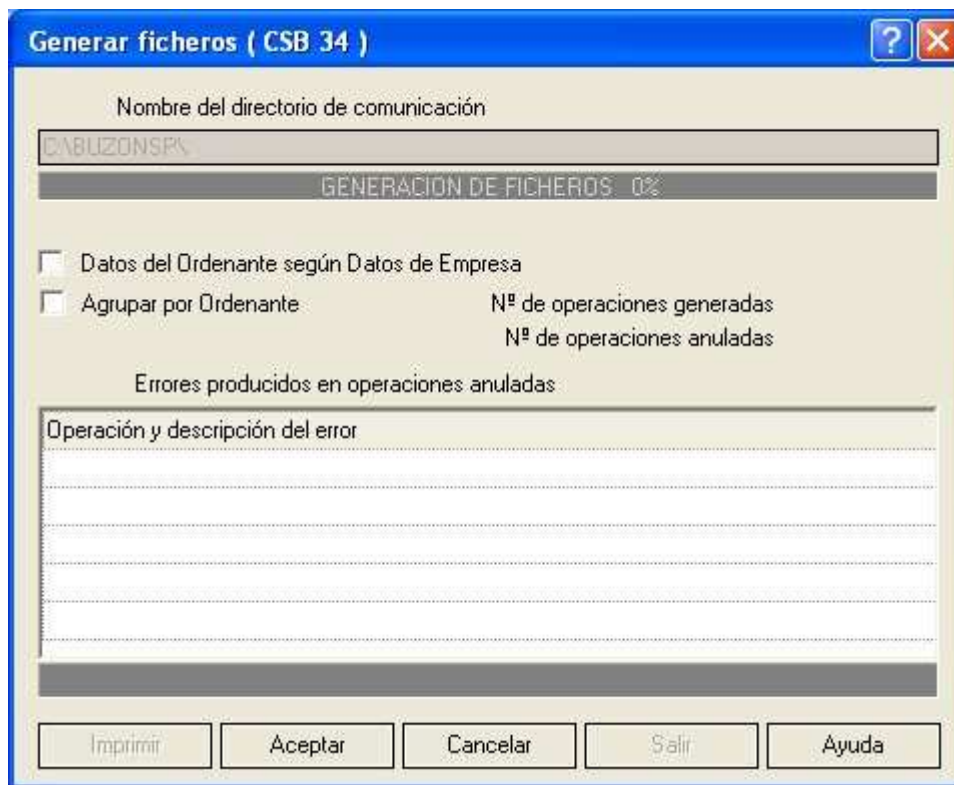 Generar ficheros ( CSB 34 )
Nombre del directorio de comunicación
C:\BUZONSP\
GENERACION DE FICHEROS 0%
Datos del Ordenante según Datos de Empresa
Agrupar por Ordenante Nº de operaciones generadas
Nº de operaciones anuladas
Errores producidos en operaciones anuladas
Operación y descripción del error
Imprimir Aceptar Cancelar Salir Ayuda